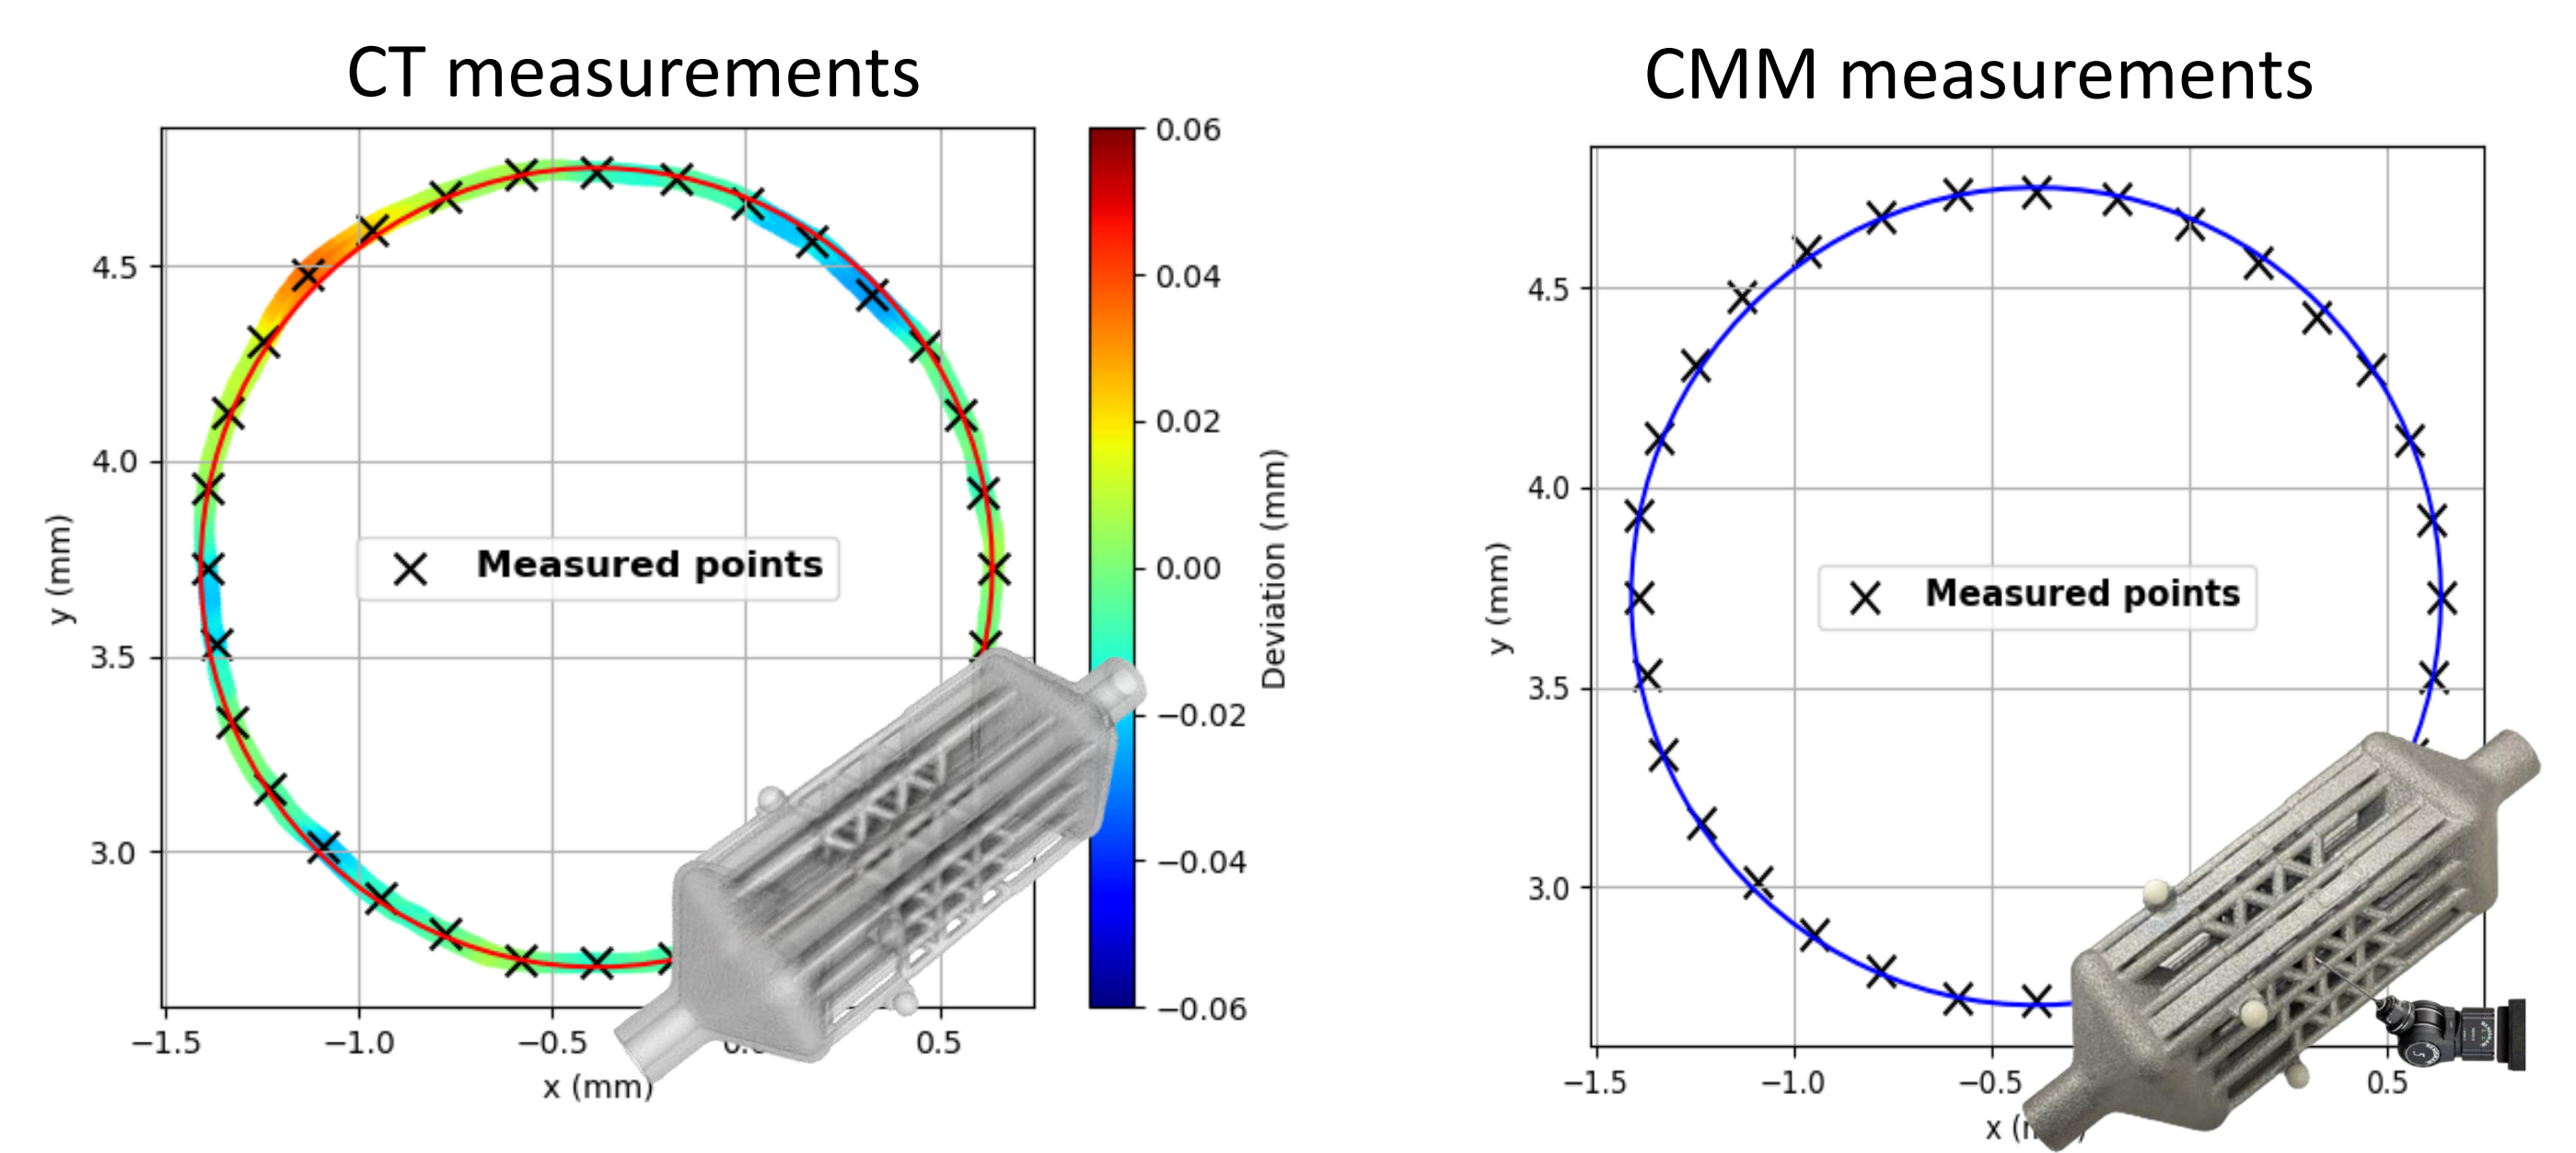 CT measurements
CMM measurements
0.06
0.04
0.02
0.00
−0.02
−0.04
−0.06
Deviation (mm)
4.5
4.0
3.5
3.0
y (mm)
Measured points
−1.5
−1.0
−0.5
0.5
x (mm)
4.5
4.0
3.5
3.0
y (mm)
Measured points
−1.5
−1.0
−0.5
0.5